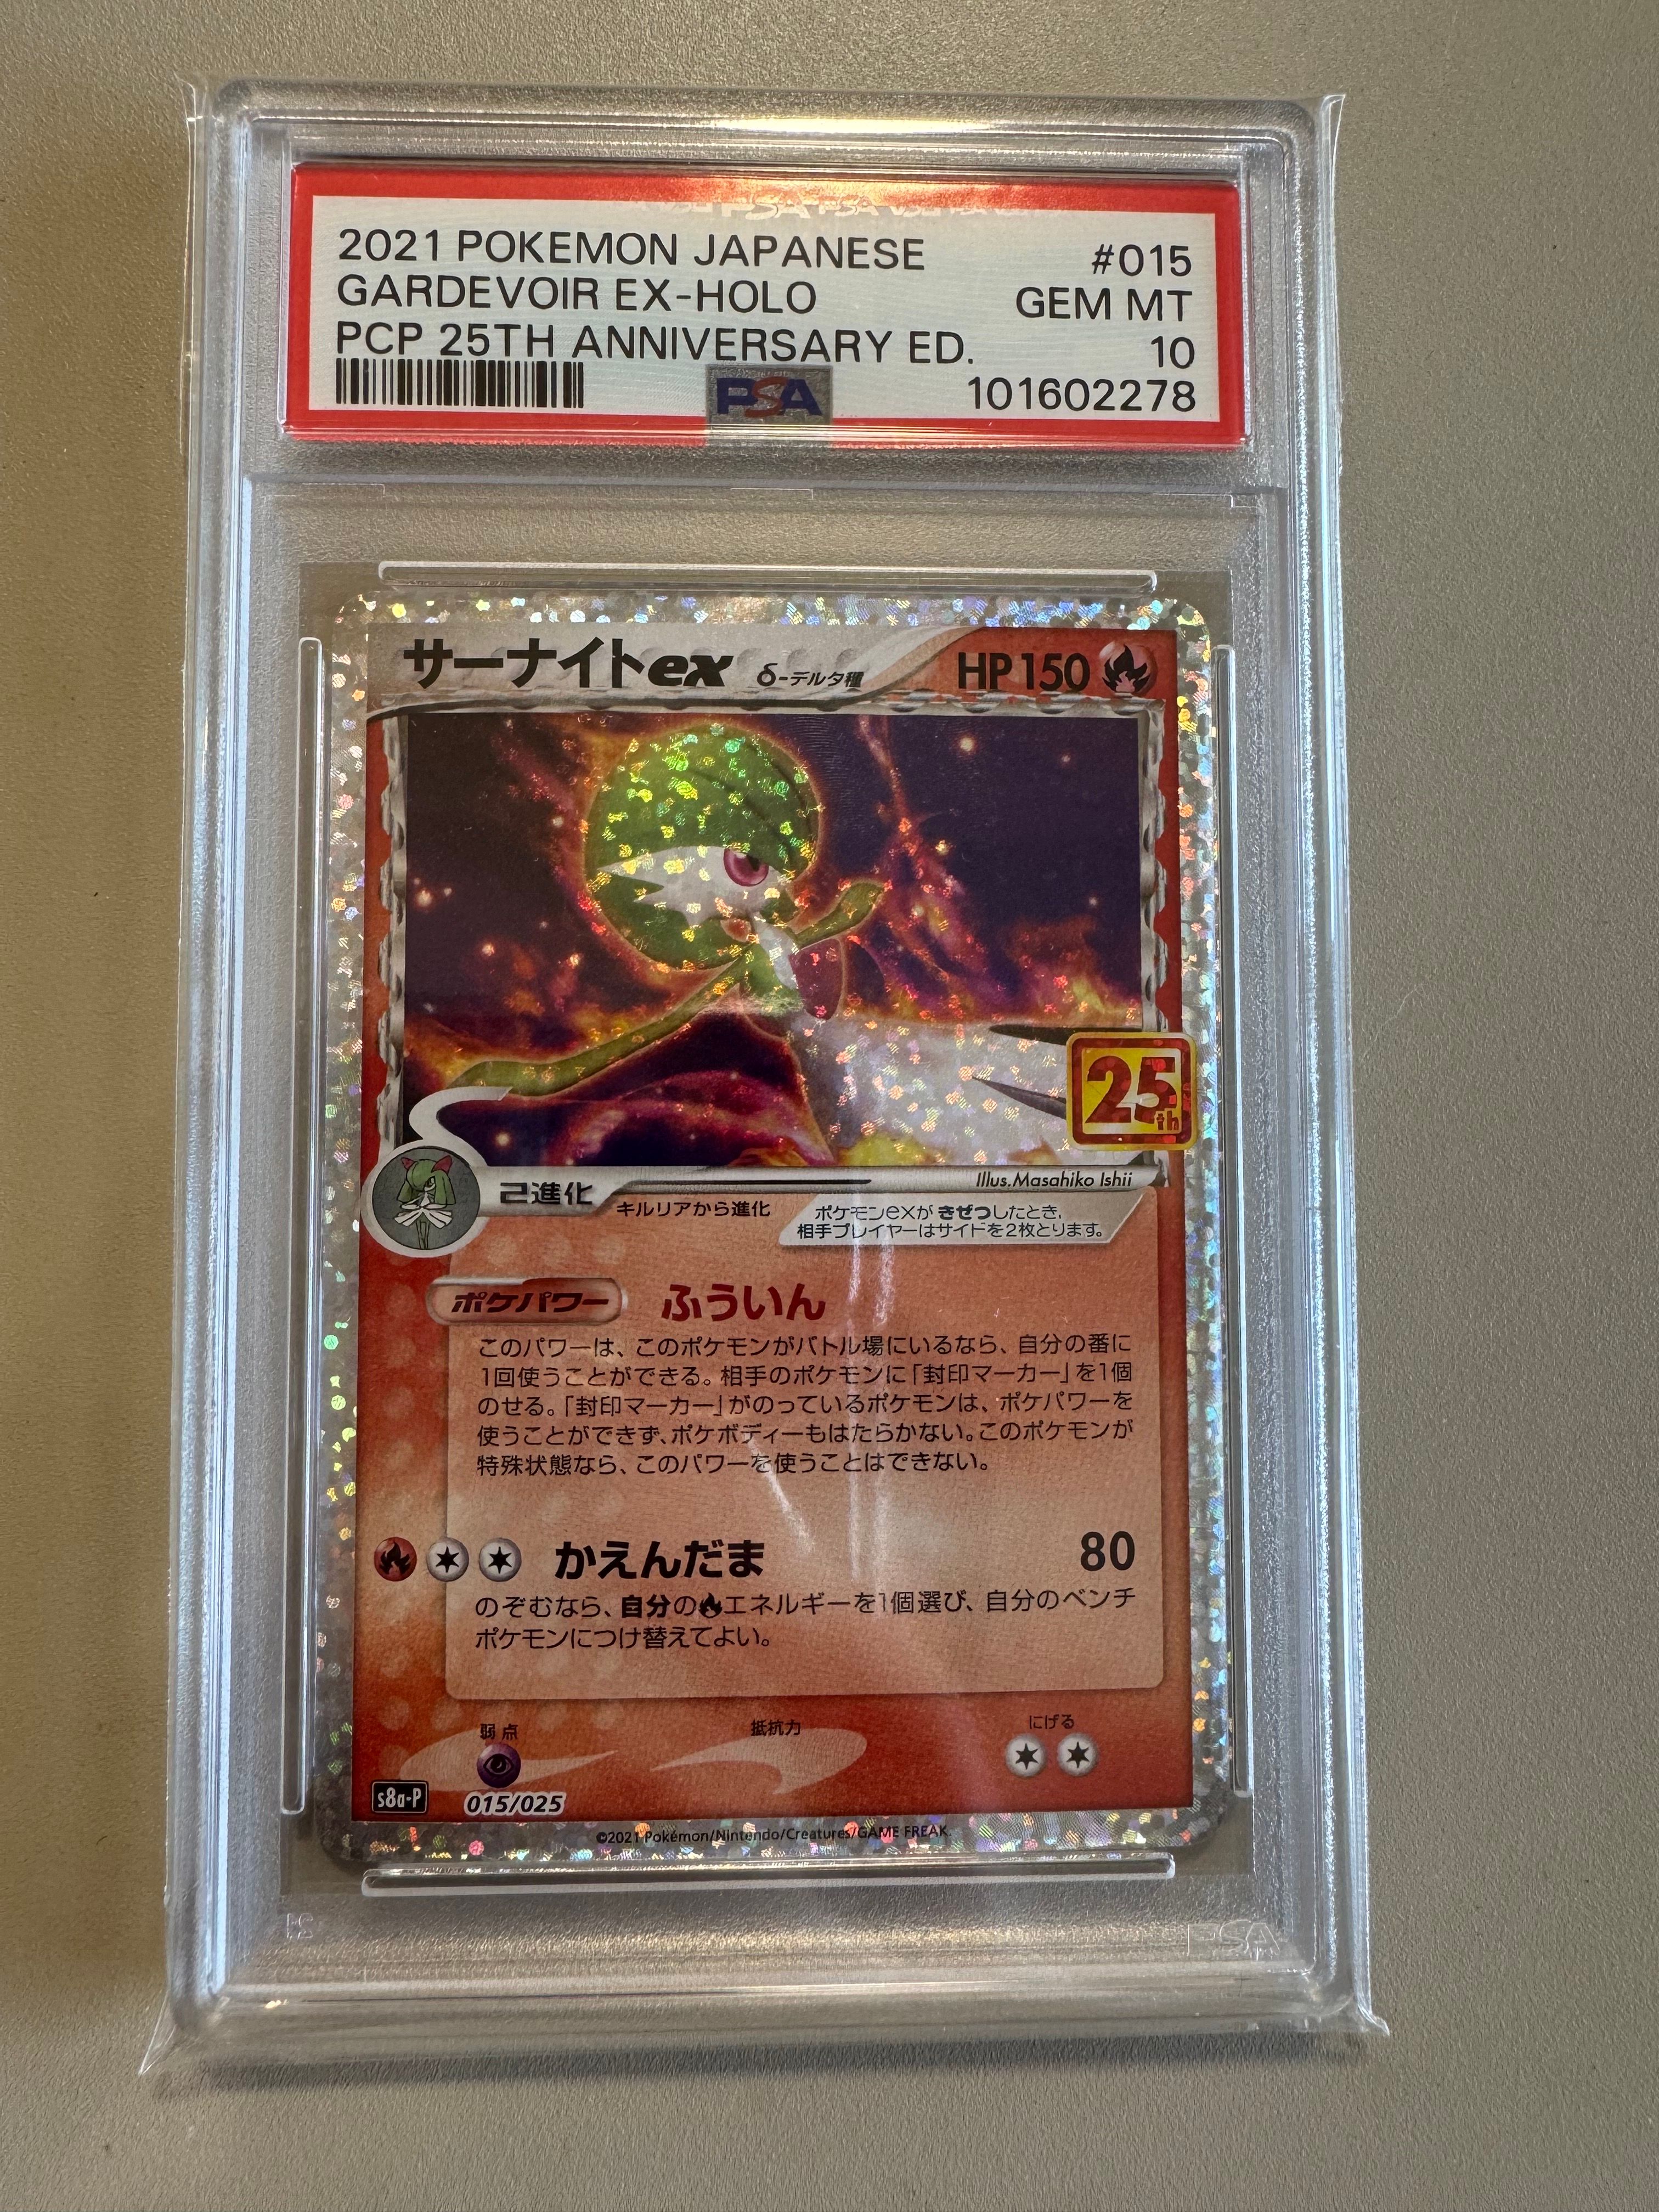 2021 POKEMON JAPANESE #015
GARDEVOIR EX-HOLO GEM MT
PCP 25TH ANNIVERSARY ED. 10
PSA 101602278
サーナイトex δ-デルタ種 HP150
25th
Illus.Masahiko Ishii
2進化 キルリアから進化
ポケモンexが きぜつしたとき、
相手プレイヤーはサイドを2枚とります。
ポケパワー ふういん
このパワーは、このポケモンがバトル場にいるなら、自分の番に
1回使うことができる。相手のポケモンに「封印マーカー」を1個
のせる。「封印マーカー」がのっているポケモンは、ポケパワーを
使うことができず、ポケボディーもはたらかない。このポケモンが
特殊状態なら、このパワーを使うことはできない。
かえんだま 80
のぞむなら、自分のエネルギーを1個選び、自分のベンチ
ポケモンにつけ替えてよい。
弱点 抵抗力 にげる
s8a-P 015/025
©2021 Pokémon/Nintendo/Creatures/GAME FREAK.
PSA